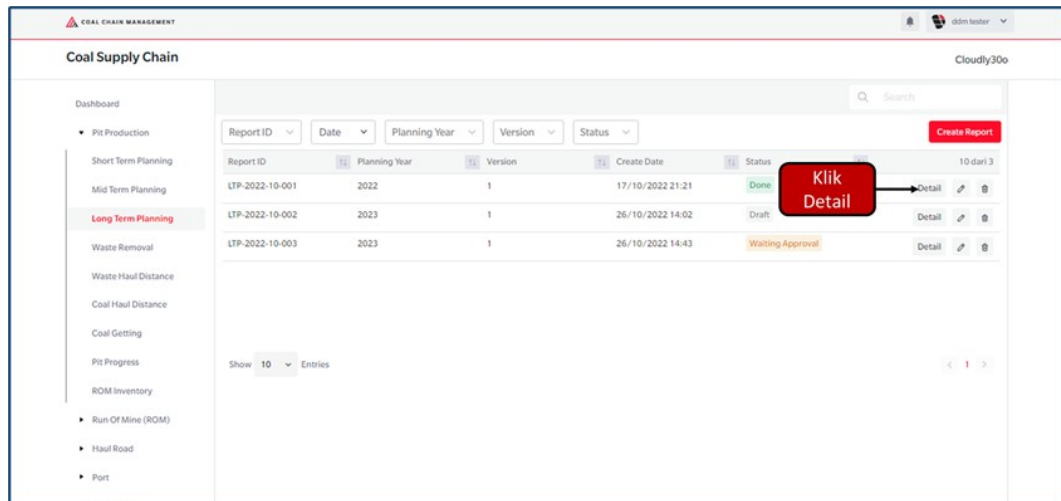 COAL CHAIN MANAGEMENT
ddm tester
Coal Supply Chain
Cloudly30o
Search
Dashboard
Pit Production
Short Term Planning
Mid Term Planning
Long Term Planning
Waste Removal
Waste Haul Distance
Coal Haul Distance
Coal Getting
Pit Progress
ROM Inventory
Run Of Mine (ROM)
Haul Road
Port
Report ID Date Planning Year Version Status Create Report
Report ID Planning Year Version Create Date Status 10 dari 3
LTP-2022-10-001 2022 1 17/10/2022 21:21 Done Detail
LTP-2022-10-002 2023 1 26/10/2022 14:02 Draft Detail
LTP-2022-10-003 2023 1 26/10/2022 14:43 Waiting Approval Detail
Klik
Detail
Show 10 Entries
1